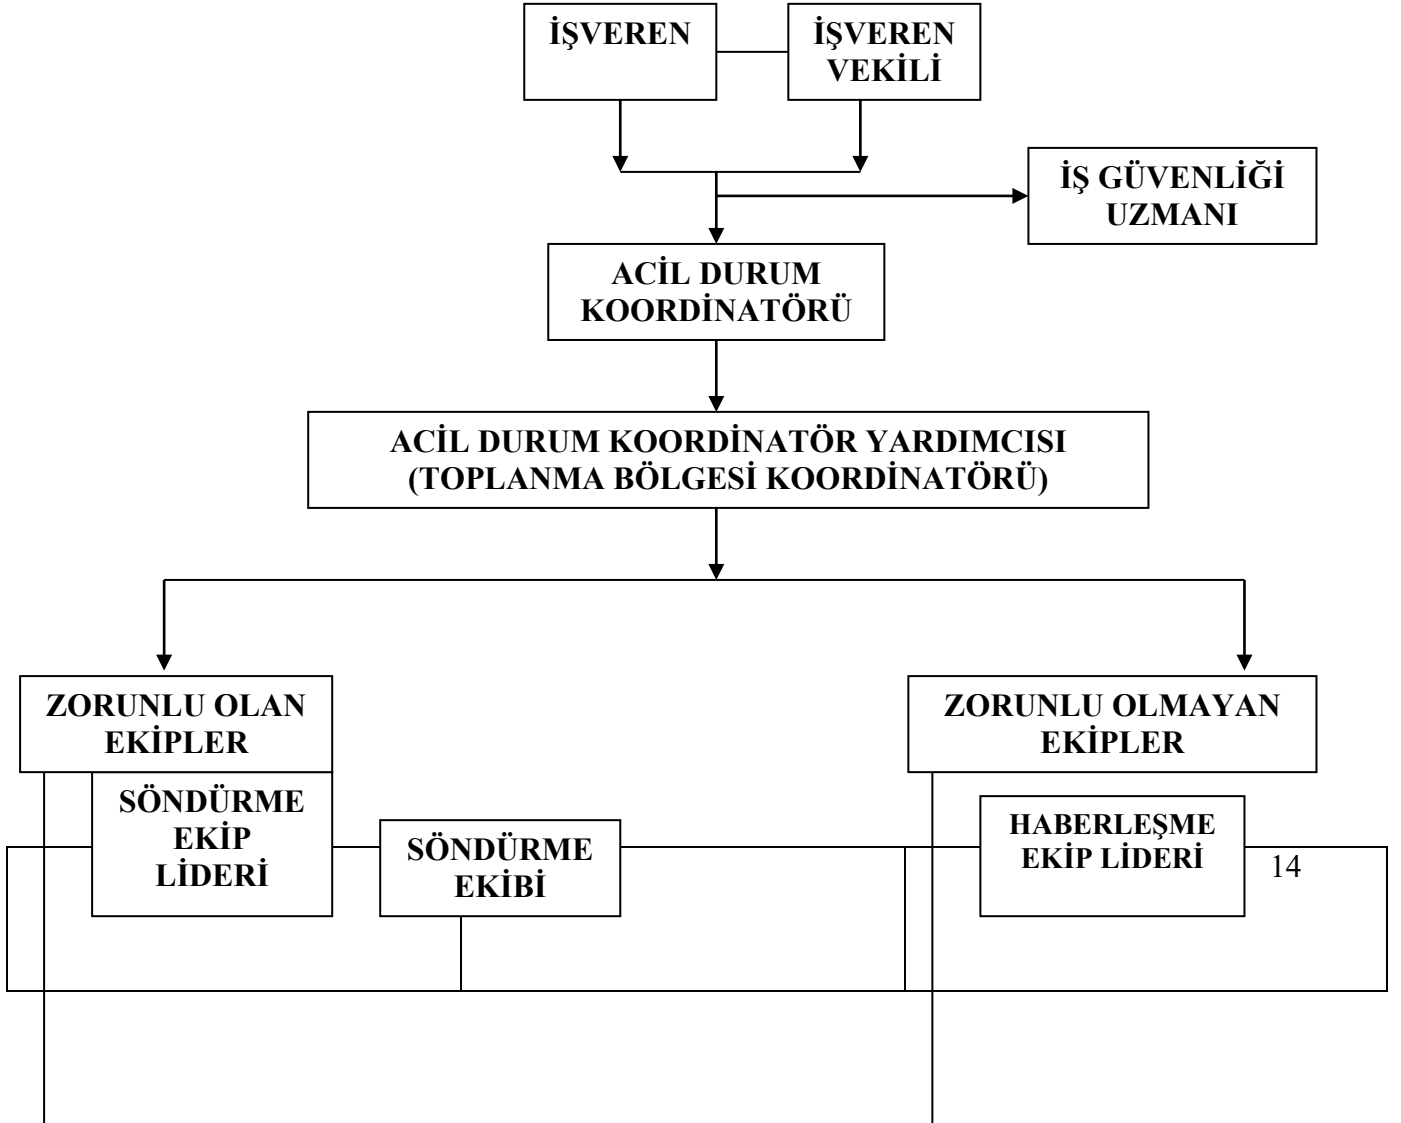 İŞVEREN
İŞVEREN
VEKİLİ
İŞ GÜVENLİĞİ
UZMANI
ACİL DURUM
KOORDİNATÖRÜ
ACİL DURUM KOORDİNATÖR YARDIMCISI
(TOPLANMA BÖLGESİ KOORDİNATÖRÜ)
ZORUNLU OLAN
EKİPLER
ZORUNLU OLMAYAN
EKİPLER
SÖNDÜRME
EKİP
LİDERİ
SÖNDÜRME
EKİBİ
HABERLEŞME
EKİP LİDERİ
14